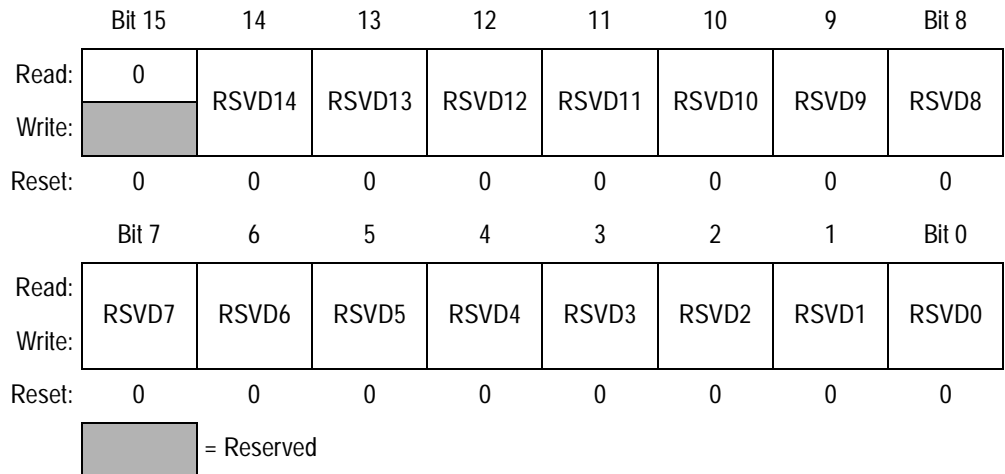 Bit 15 14 13 12 11 10 9 Bit 8
Read: 0 RSVD14 RSVD13 RSVD12 RSVD11 RSVD10 RSVD9 RSVD8
Write:
Reset: 0 0 0 0 0 0 0 0
Bit 7 6 5 4 3 2 1 Bit 0
Read: RSVD7 RSVD6 RSVD5 RSVD4 RSVD3 RSVD2 RSVD1 RSVD0
Write:
Reset: 0 0 0 0 0 0 0 0
= Reserved